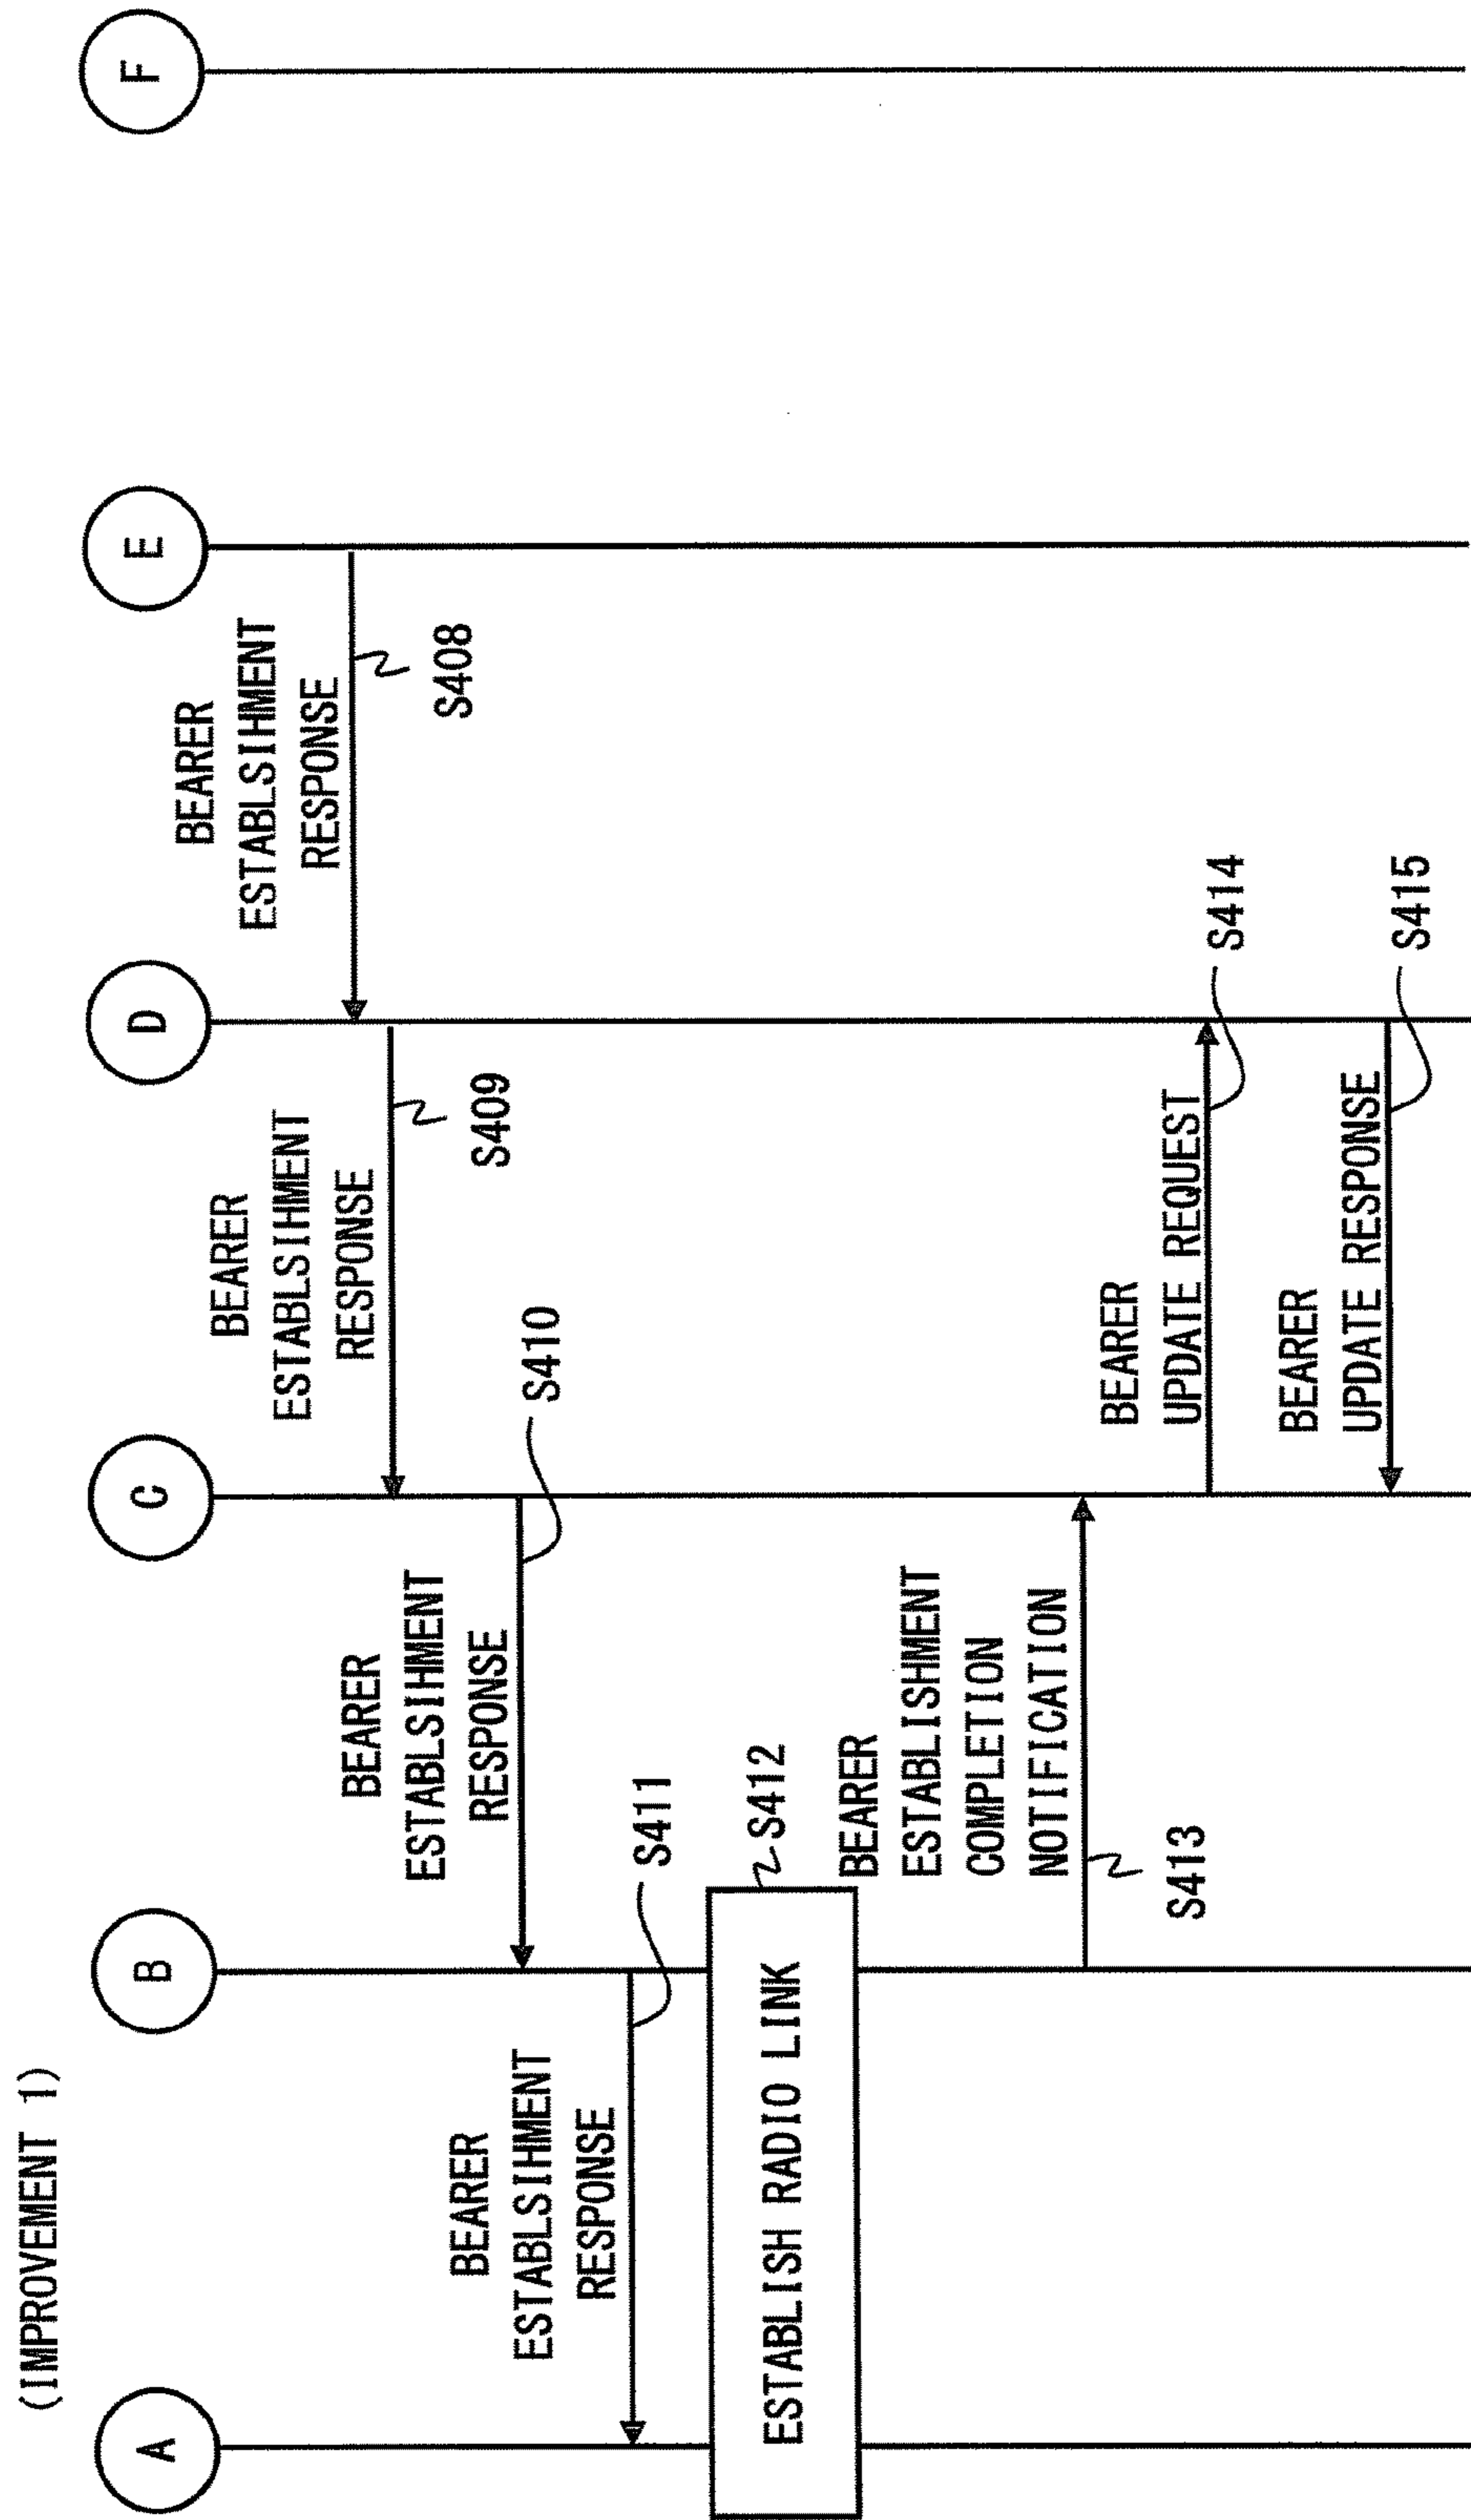 (IMPROVEMENT 1)
A
B
C
D
E
F
BEARER
ESTABLSIHMENT
RESPONSE
S408
BEARER
ESTABLSIHMENT
RESPONSE
S409
BEARER
ESTABLSIHMENT
RESPONSE
S410
BEARER
ESTABLSIHMENT
RESPONSE
S411
ESTABLISH RADIO LINK
S412
BEARER
ESTABLISHMENT
COMPLETION
NOTIFICATION
S413
BEARER
UPDATE REQUEST
S414
BEARER
UPDATE RESPONSE
S415